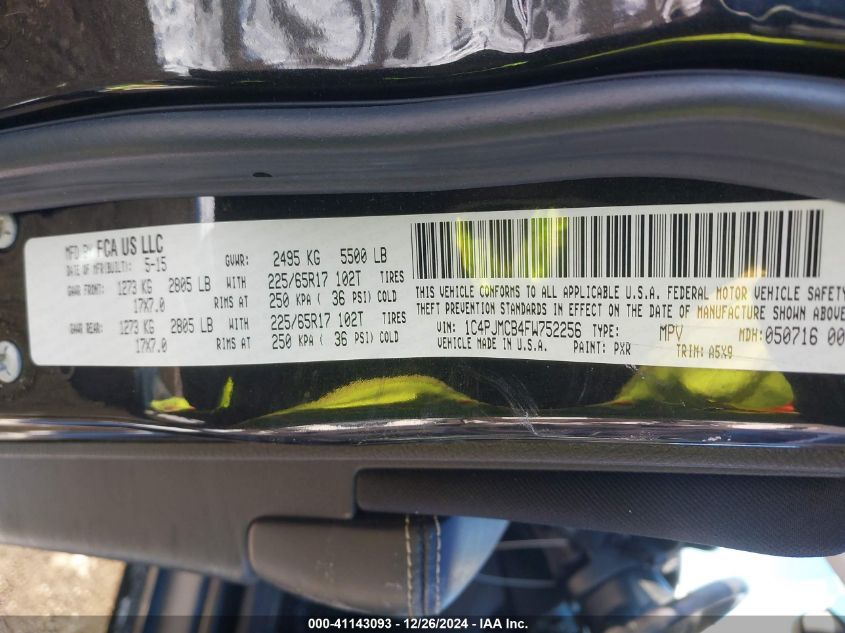 MFD BY FCA US LLC
DATE OF MFR(BUILT): 5-15 GVWR: 2495 KG 5500 LB
GAWR FRONT: 1273 KG 2805 LB WITH 225/65R17 102T TIRES
17X7.0 RIMS AT 250 KPA ( 36 PSI) COLD
GAWR REAR: 1273 KG 2805 LB WITH 225/65R17 102T TIRES
17X7.0 RIMS AT 250 KPA ( 36 PSI) COLD
THIS VEHICLE CONFORMS TO ALL APPLICABLE U.S.A. FEDERAL MOTOR VEHICLE SAFETY
THEFT PREVENTION STANDARDS IN EFFECT ON THE DATE OF MANUFACTURE SHOWN ABOVE
VIN: 1C4PJMCB4FW752256 TYPE: MPV MDH:050716 00
VEHICLE MADE IN U.S.A. PAINT: PXR TRIM: A5X9
000-41143093 - 12/26/2024 - IAA Inc.